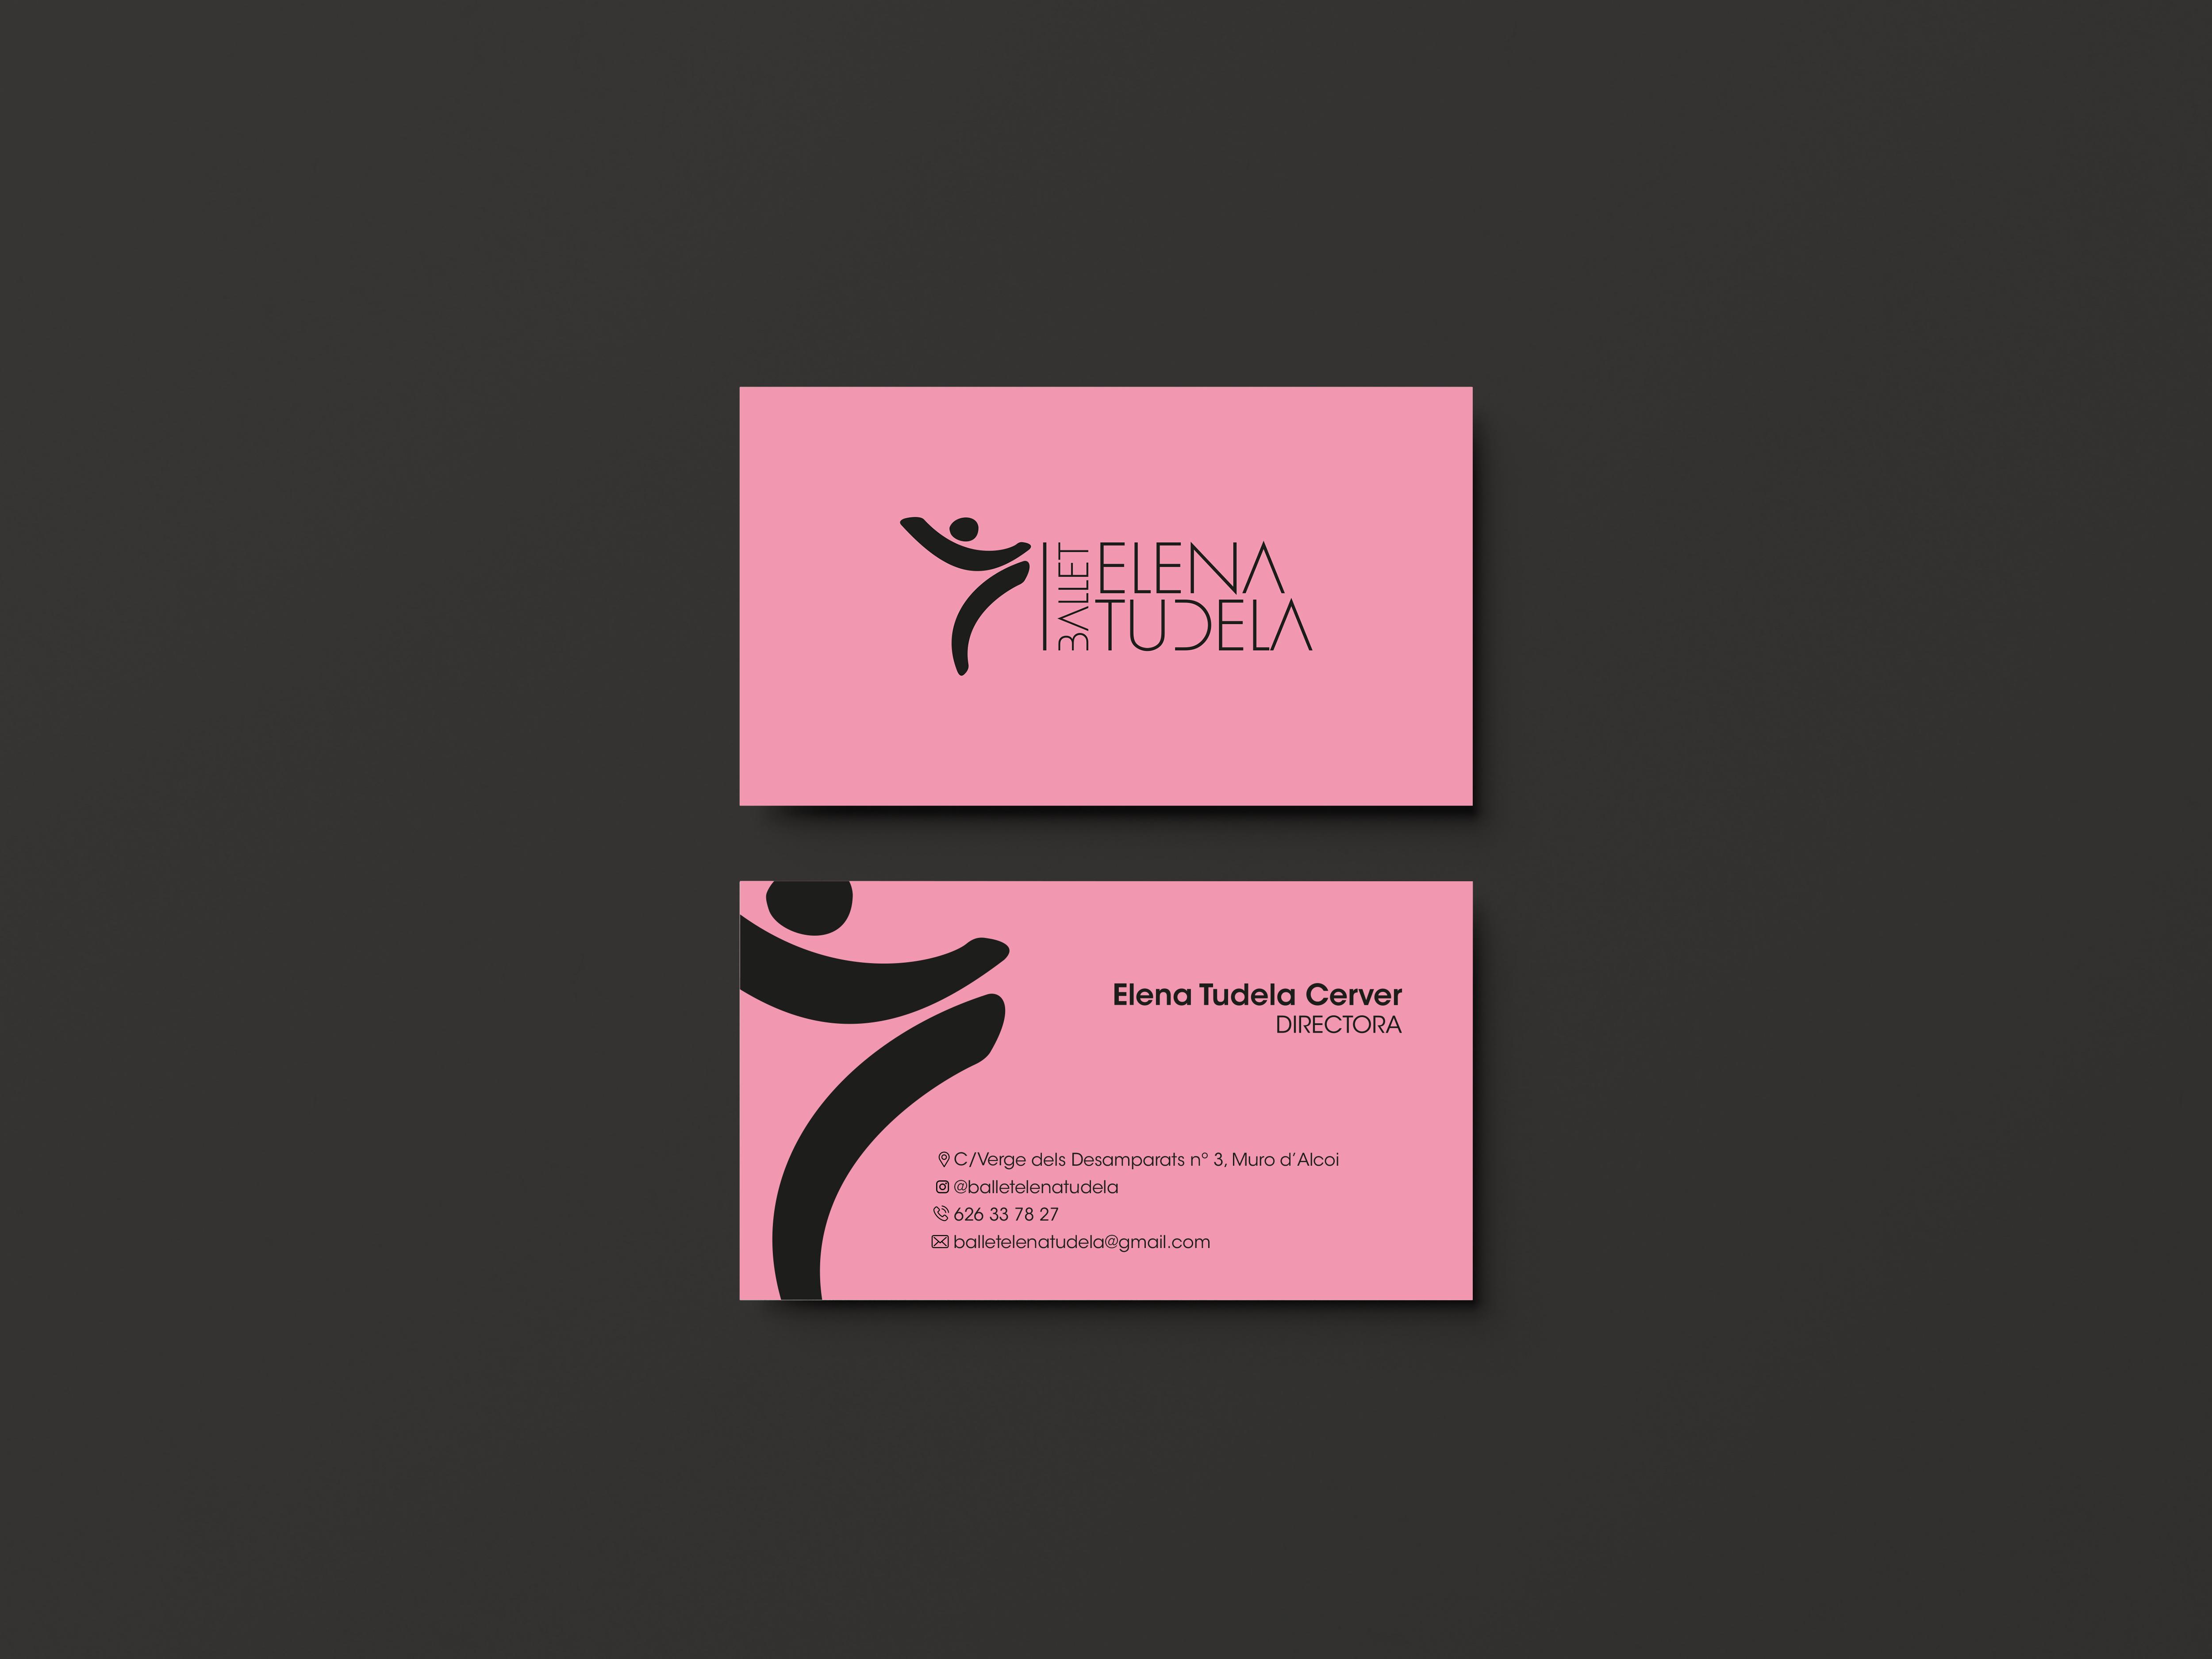 BALLET
ELENA
TUDELA
Elena Tudela Cerver
DIRECTORA
C/Verge dels Desamparats nº 3, Muro d'Alcoi
@balletelenatudela
626 33 78 27
balletelenatudela@gmail.com